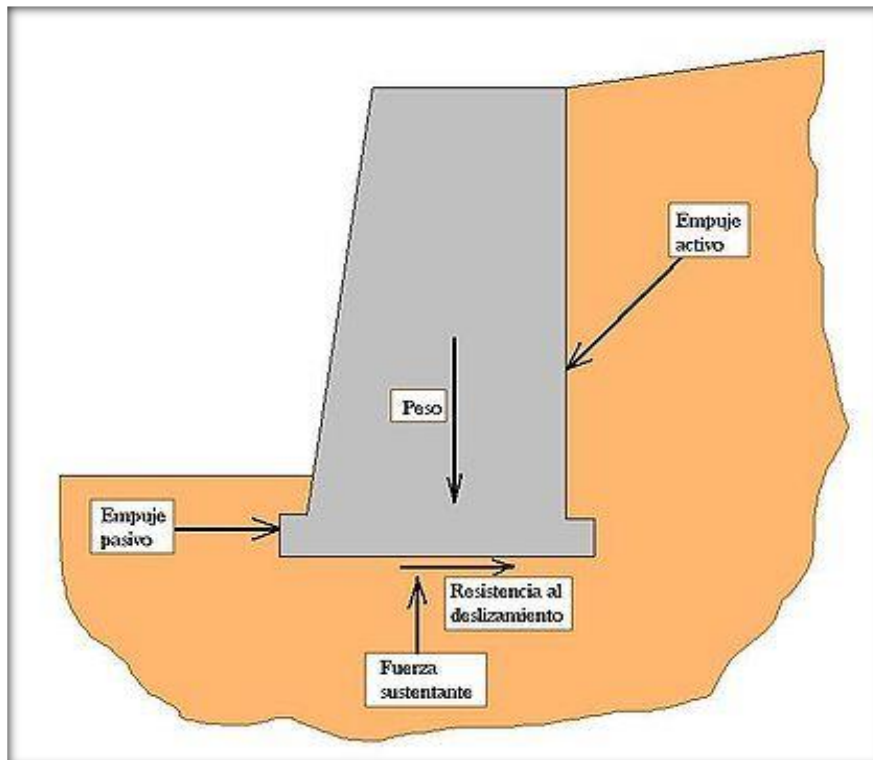 Empuje
activo
Peso
Empuje
pasivo
Resistencia al
deslizamiento
Fuerza
sustentante